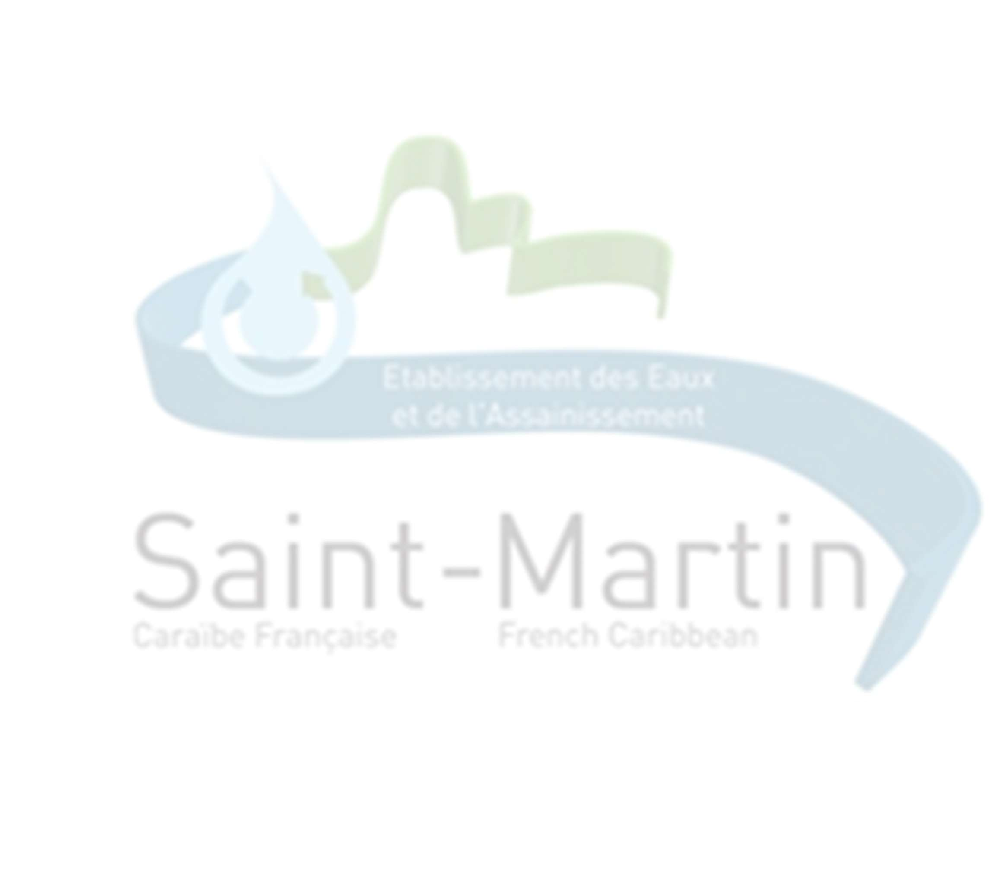 Etablissement des Eaux
et de l'Assainissement
Saint-Martin
Caraïbe Française French Caribbean